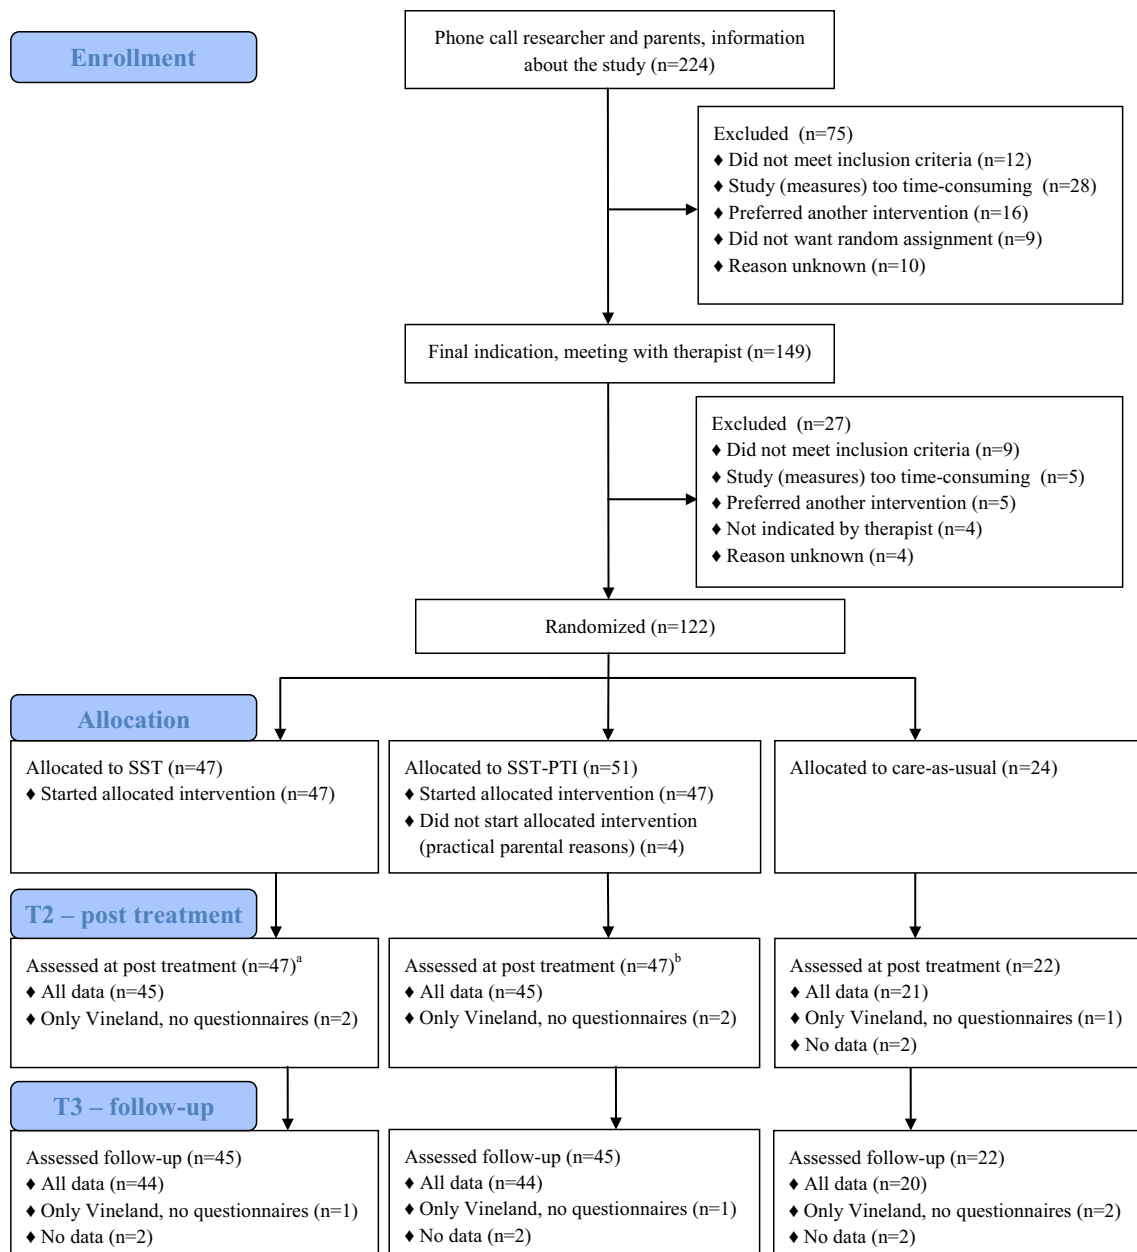 Enrollment
Phone call researcher and parents, information
about the study (n=224)
Excluded (n=75)
♦ Did not meet inclusion criteria (n=12)
♦ Study (measures) too time-consuming (n=28)
♦ Preferred another intervention (n=16)
♦ Did not want random assignment (n=9)
♦ Reason unknown (n=10)
Final indication, meeting with therapist (n=149)
Excluded (n=27)
♦ Did not meet inclusion criteria (n=9)
♦ Study (measures) too time-consuming (n=5)
♦ Preferred another intervention (n=5)
♦ Not indicated by therapist (n=4)
♦ Reason unknown (n=4)
Randomized (n=122)
Allocation
Allocated to SST (n=47)
♦ Started allocated intervention (n=47)
Allocated to SST-PTI (n=51)
♦ Started allocated intervention (n=47)
♦ Did not start allocated intervention
(practical parental reasons) (n=4)
Allocated to care-as-usual (n=24)
T2 – post treatment
Assessed at post treatment (n=47)a
♦ All data (n=45)
♦ Only Vineland, no questionnaires (n=2)
Assessed at post treatment (n=47)b
♦ All data (n=45)
♦ Only Vineland, no questionnaires (n=2)
Assessed at post treatment (n=22)
♦ All data (n=21)
♦ Only Vineland, no questionnaires (n=1)
♦ No data (n=2)
T3 – follow-up
Assessed follow-up (n=45)
♦ All data (n=44)
♦ Only Vineland, no questionnaires (n=1)
♦ No data (n=2)
Assessed follow-up (n=45)
♦ All data (n=44)
♦ Only Vineland, no questionnaires (n=1)
♦ No data (n=2)
Assessed follow-up (n=22)
♦ All data (n=20)
♦ Only Vineland, no questionnaires (n=2)
♦ No data (n=2)